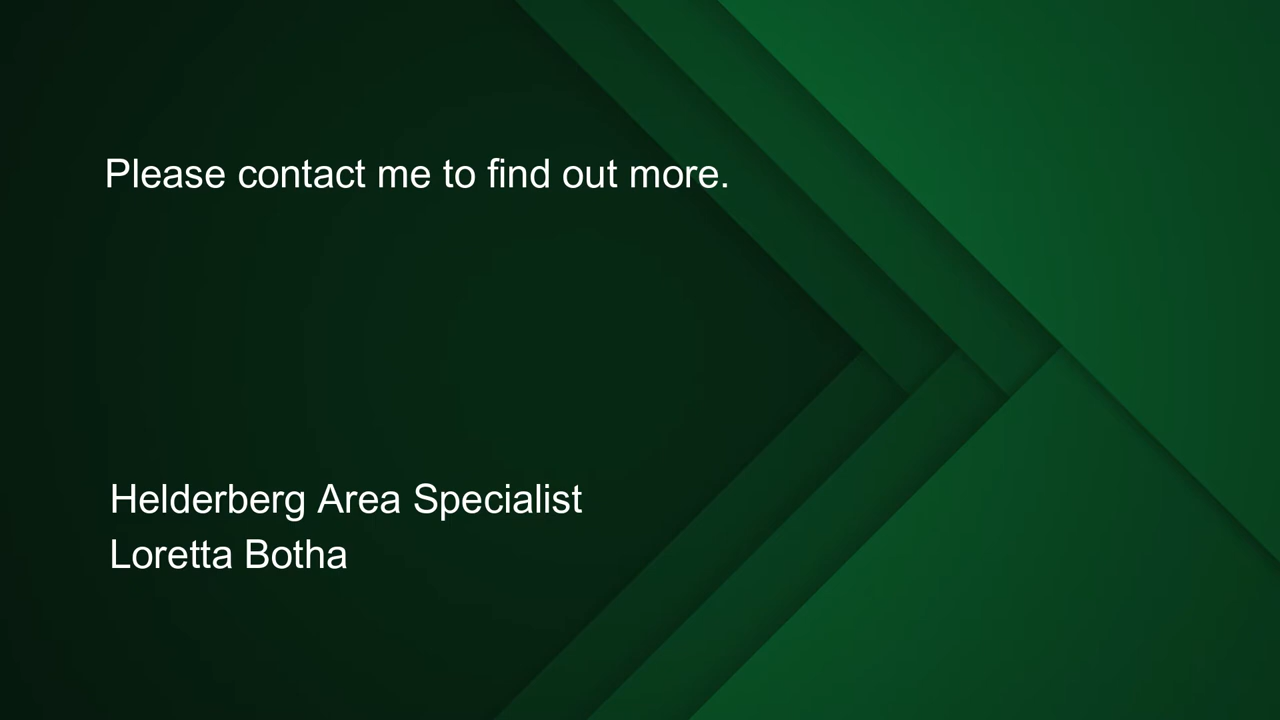 Please contact me to find out more.
Helderberg Area Specialist
Loretta Botha